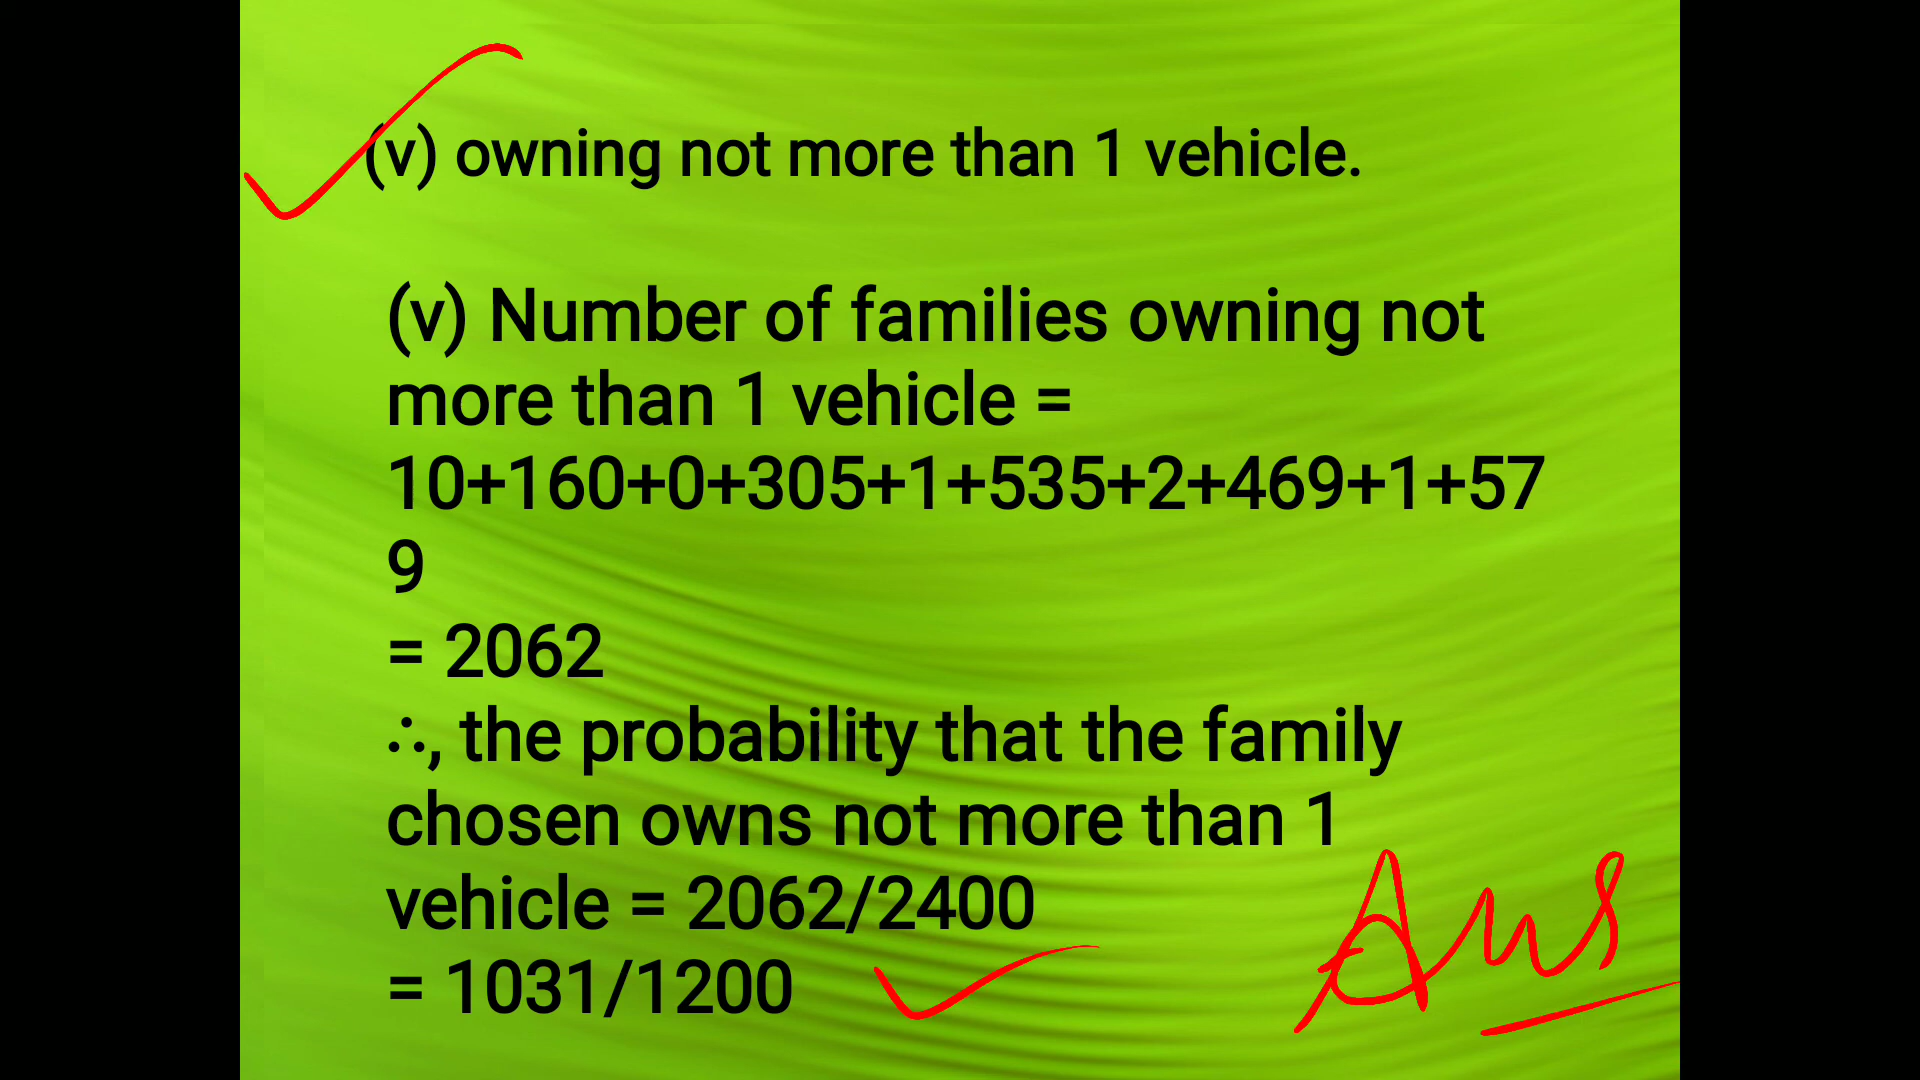 (v) owning not more than 1 vehicle.
(v) Number of families owning not
more than 1 vehicle =
10+160+0+305+1+535+2+469+1+57
9
= 2062
∴, the probability that the family
chosen owns not more than 1
vehicle = 2062/2400
= 1031/1200
Ans